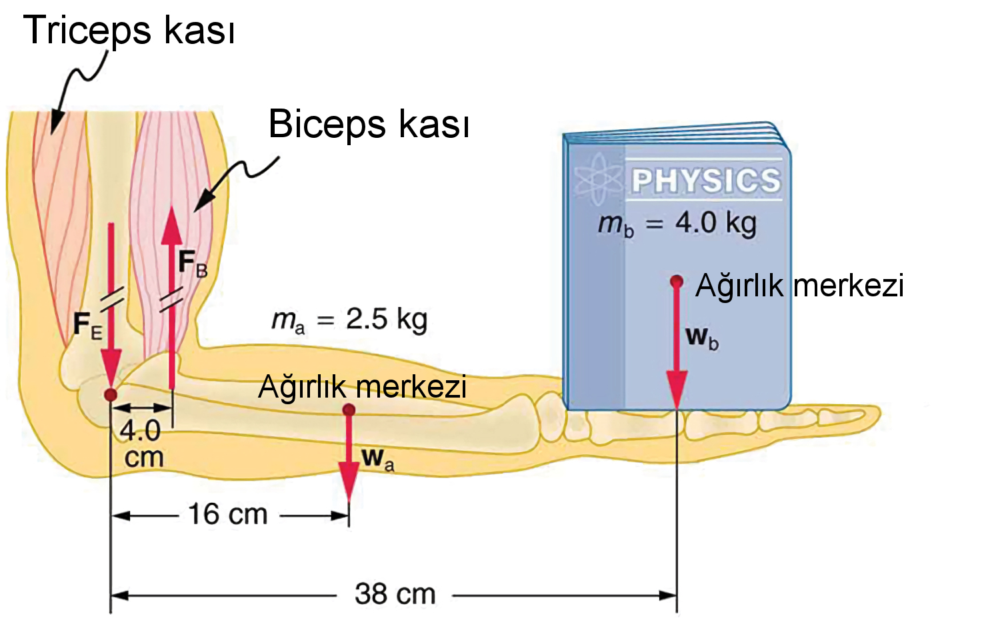 Triceps kası
Biceps kası
PHYSICS
m_b = 4.0 kg
F_B
Ağırlık merkezi
F_E
m_a = 2.5 kg
w_b
Ağırlık merkezi
4.0
cm
w_a
16 cm
38 cm